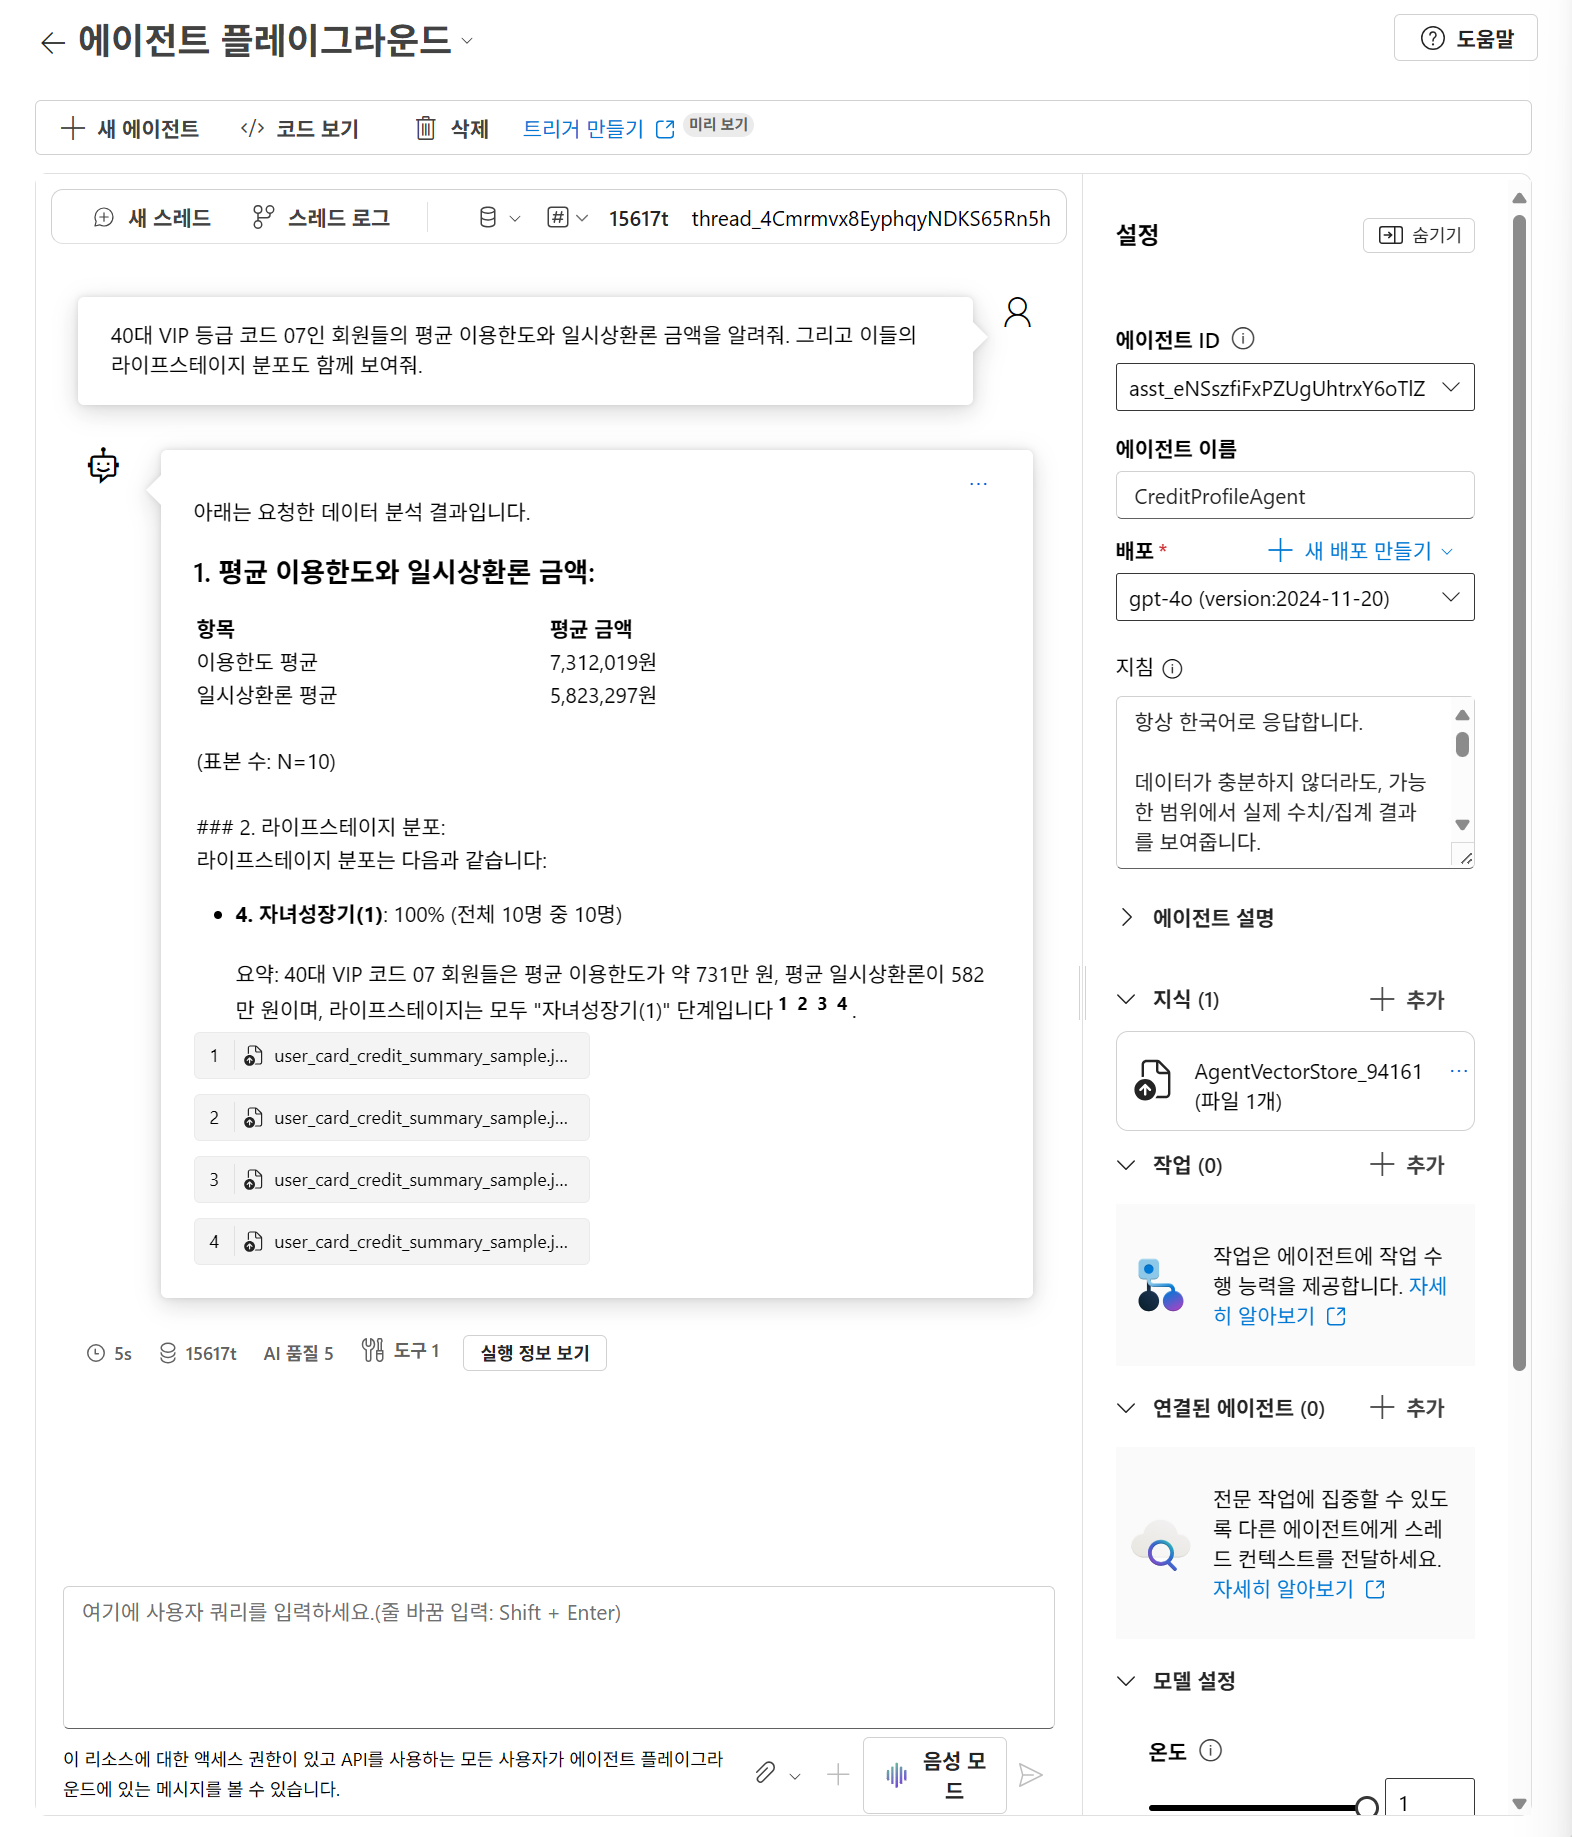 에이전트 플레이그라운드
도움말
새 에이전트
코드 보기
삭제
트리거 만들기
미리 보기
새 스레드
스레드 로그
15617t
thread_4Cmrmvx8EyphqyNDKS65Rn5h
40대 VIP 등급 코드 07인 회원들의 평균 이용한도와 일시상환론 금액을 알려줘. 그리고 이들의
라이프스테이지 분포도 함께 보여줘.
아래는 요청한 데이터 분석 결과입니다.
1. 평균 이용한도와 일시상환론 금액:
항목 평균 금액
이용한도 평균 7,312,019원
일시상환론 평균 5,823,297원
(표본 수: N=10)
### 2. 라이프스테이지 분포:
라이프스테이지 분포는 다음과 같습니다:
• 4. 자녀성장기(1): 100% (전체 10명 중 10명)
요약: 40대 VIP 코드 07 회원들은 평균 이용한도가 약 731만 원, 평균 일시상환론이 582
만 원이며, 라이프스테이지는 모두 "자녀성장기(1)" 단계입니다 1 2 3 4 .
1 user_card_credit_summary_sample.j...
2 user_card_credit_summary_sample.j...
3 user_card_credit_summary_sample.j...
4 user_card_credit_summary_sample.j...
5s
15617t
AI 품질 5
도구 1
실행 정보 보기
여기에 사용자 쿼리를 입력하세요.(줄 바꿈 입력: Shift + Enter)
이 리소스에 대한 액세스 권한이 있고 API를 사용하는 모든 사용자가 에이전트 플레이그라
운드에 있는 메시지를 볼 수 있습니다.
음성 모
드
설정
숨기기
에이전트 ID
asst_eNSszfiFxPZUgUhtrxY6oTlZ
에이전트 이름
CreditProfileAgent
배포 *
새 배포 만들기
gpt-4o (version:2024-11-20)
지침
항상 한국어로 응답합니다.
데이터가 충분하지 않더라도, 가능
한 범위에서 실제 수치/집계 결과
를 보여줍니다.
에이전트 설명
지식 (1)
추가
AgentVectorStore_94161
(파일 1개)
작업 (0)
추가
작업은 에이전트에 작업 수
행 능력을 제공합니다. 자세
히 알아보기
연결된 에이전트 (0)
추가
전문 작업에 집중할 수 있도
록 다른 에이전트에게 스레
드 컨텍스트를 전달하세요.
자세히 알아보기
모델 설정
온도
1